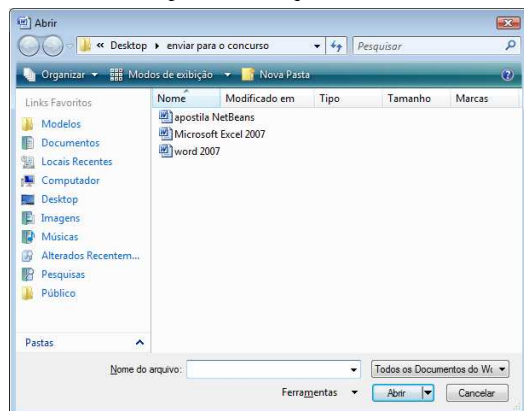 Abrir
« Desktop ▸ enviar para o concurso
Pesquisar
Organizar
Modos de exibição
Nova Pasta
Links Favoritos
Nome Modificado em Tipo Tamanho Marcas
Modelos
Documentos
Locais Recentes
Computador
Desktop
Imagens
Músicas
Alterados Recentem...
Pesquisas
Público
apostila NetBeans
Microsoft Excel 2007
word 2007
Pastas
Nome do arquivo:
Todos os Documentos do Wo
Ferramentas
Abrir
Cancelar